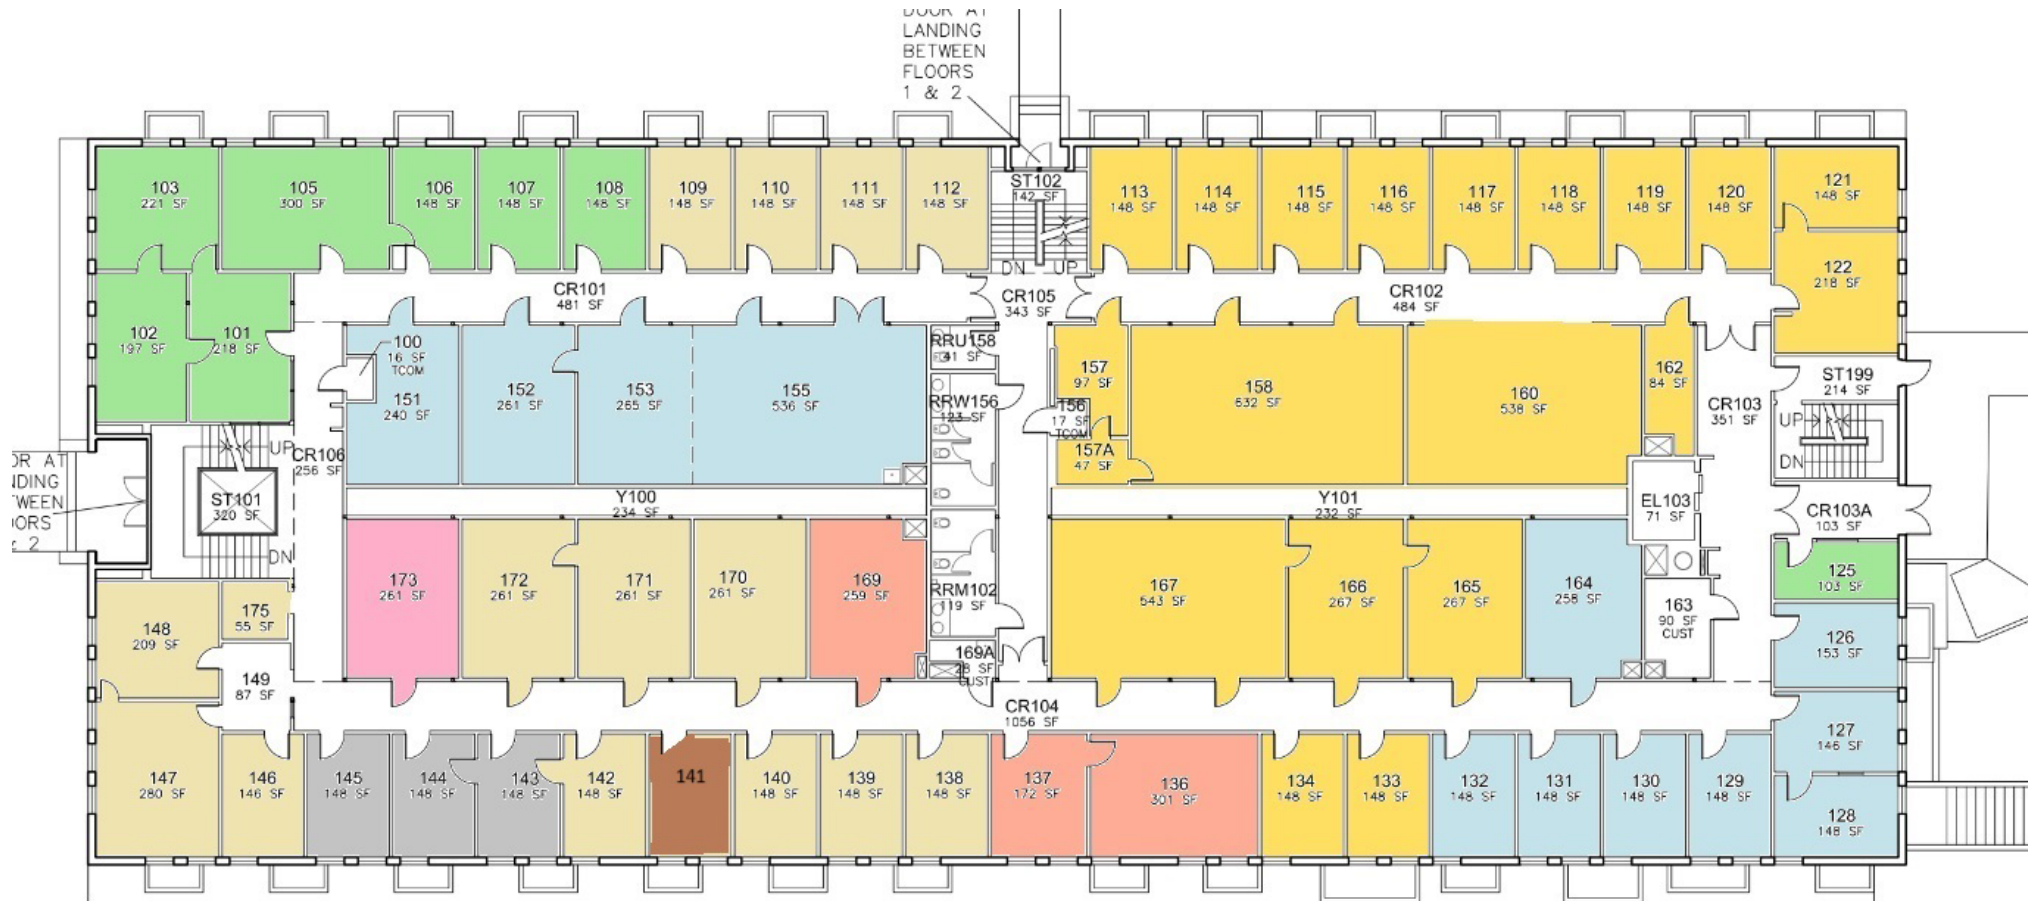 DOOR AT
LANDING
BETWEEN
FLOORS
1 & 2
103
221 SF
105
300 SF
106
148 SF
107
148 SF
108
148 SF
109
148 SF
110
148 SF
111
148 SF
112
148 SF
ST102
142 SF
DN UP
113
148 SF
114
148 SF
115
148 SF
116
148 SF
117
148 SF
118
148 SF
119
148 SF
120
148 SF
121
148 SF
122
218 SF
CR101
481 SF
CR105
343 SF
CR102
484 SF
102
197 SF
101
218 SF
100
16 SF
TCOM
151
240 SF
152
261 SF
153
265 SF
155
536 SF
RRU158
41 SF
RRW156
123 SF
157
97 SF
156
17 SF
TCOM
157A
47 SF
158
632 SF
160
538 SF
162
84 SF
CR103
351 SF
ST199
214 SF
UP
DN
UP
CR106
256 SF
OR AT
NDING
TWEEN
ORS
& 2
ST101
320 SF
DN
Y100
234 SF
Y101
232 SF
EL103
71 SF
CR103A
103 SF
173
261 SF
172
261 SF
171
261 SF
170
261 SF
169
259 SF
RRM102
119 SF
169A
28 SF
CUST
167
543 SF
166
267 SF
165
267 SF
164
258 SF
163
90 SF
CUST
125
103 SF
126
153 SF
127
146 SF
128
148 SF
148
209 SF
175
55 SF
149
87 SF
CR104
1056 SF
147
280 SF
146
146 SF
145
148 SF
144
148 SF
143
148 SF
142
148 SF
141
140
148 SF
139
148 SF
138
148 SF
137
172 SF
136
301 SF
134
148 SF
133
148 SF
132
148 SF
131
148 SF
130
148 SF
129
148 SF